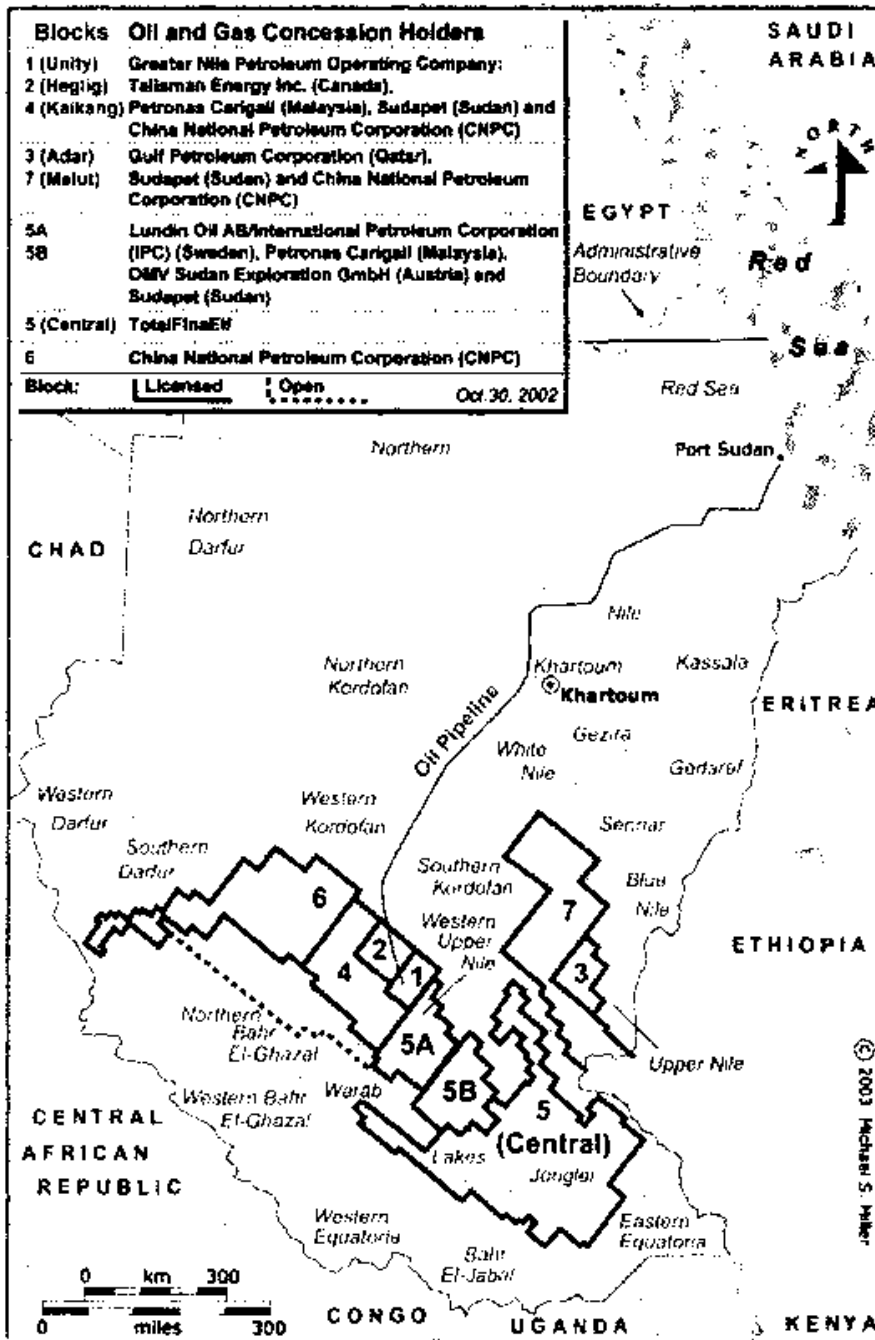 Blocks Oil and Gas Concession Holders
1 (Unity) Greater Nile Petroleum Operating Company:
2 (Heglig) Talisman Energy Inc. (Canada),
4 (Kaikang) Petronas Carigali (Malaysia), Sudapet (Sudan) and
China National Petroleum Corporation (CNPC)
3 (Adar) Gulf Petroleum Corporation (Qatar),
7 (Melut) Sudapet (Sudan) and China National Petroleum
Corporation (CNPC)
5A Lundin Oil AB/International Petroleum Corporation
5B (IPC) (Sweden), Petronas Carigali (Malaysia),
OMV Sudan Exploration GmbH (Austria) and
Sudapet (Sudan)
5 (Central) TotalFinaElf
6 China National Petroleum Corporation (CNPC)
Block: Licensed Open Oct. 30, 2002
SAUDI
ARABIA
NORTH
EGYPT
Administrative
Boundary
Red
Sea
Red Sea
Northern
Port Sudan
Northern
Darfur
CHAD
Nile
Northern
Kordofan
Khartoum
Kassala
Khartoum
ERITREA
Oil Pipeline
Gezira
White
Nile
Gedaref
Western
Darfur
Western
Kordofan
Sennar
Southern
Darfur
Southern
Kordofan
Blue
Nile
6
7
Western
Upper
Nile
2
4
1
3
ETHIOPIA
Northern
Bahr
El-Ghazal
5A
Upper Nile
Western Bahr
El-Ghazal
Warab
5B
5
(Central)
CENTRAL
AFRICAN
REPUBLIC
Lakes
Jonglei
Western
Equatoria
Eastern
Equatoria
Bahr
El-Jabal
0 km 300
0 miles 300
CONGO
UGANDA
KENYA
© 2003 Michael S. Miller